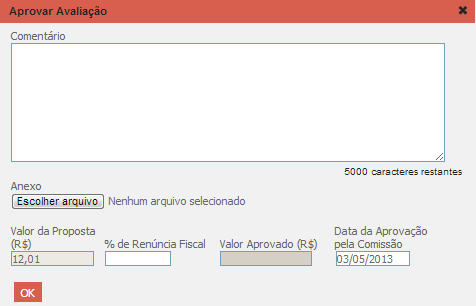 Aprovar Avaliação ✖
Comentário
5000 caracteres restantes
Anexo
Escolher arquivo Nenhum arquivo selecionado
Valor da Proposta
(R$)
% de Renúncia Fiscal
Valor Aprovado (R$)
Data da Aprovação
pela Comissão
12,01
03/05/2013
OK